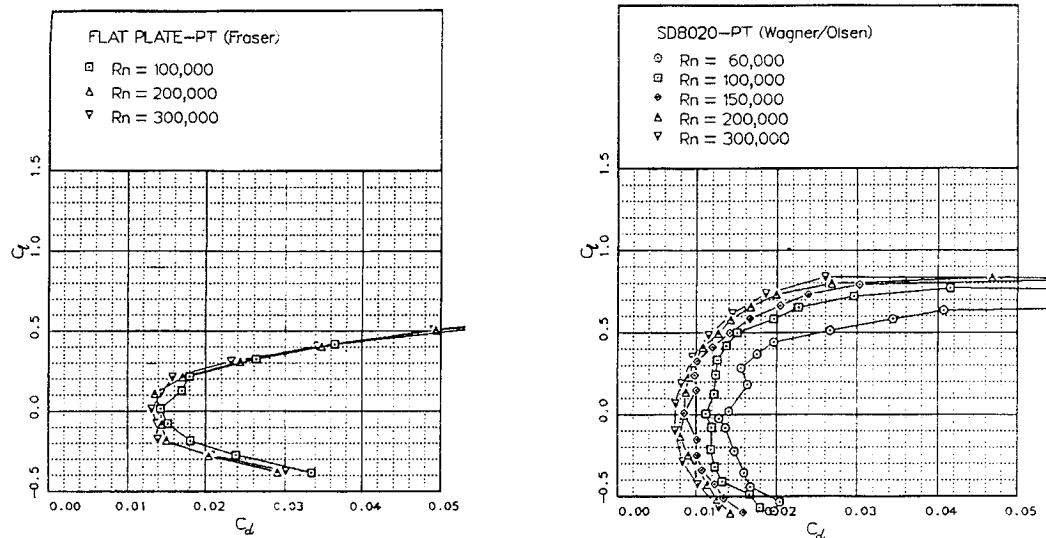 FLAT PLATE-PT (Fraser)
Rn = 100,000
Rn = 200,000
Rn = 300,000
1.5
1.0
0.5
0.0
-0.5
Cl
0.00
0.01
0.02
0.03
0.04
0.05
Cd
SD8020-PT (Wagner/Olsen)
Rn = 60,000
Rn = 100,000
Rn = 150,000
Rn = 200,000
Rn = 300,000
1.5
1.0
0.5
0.0
-0.5
Cl
0.00
0.01
0.02
0.03
0.04
0.05
Cd